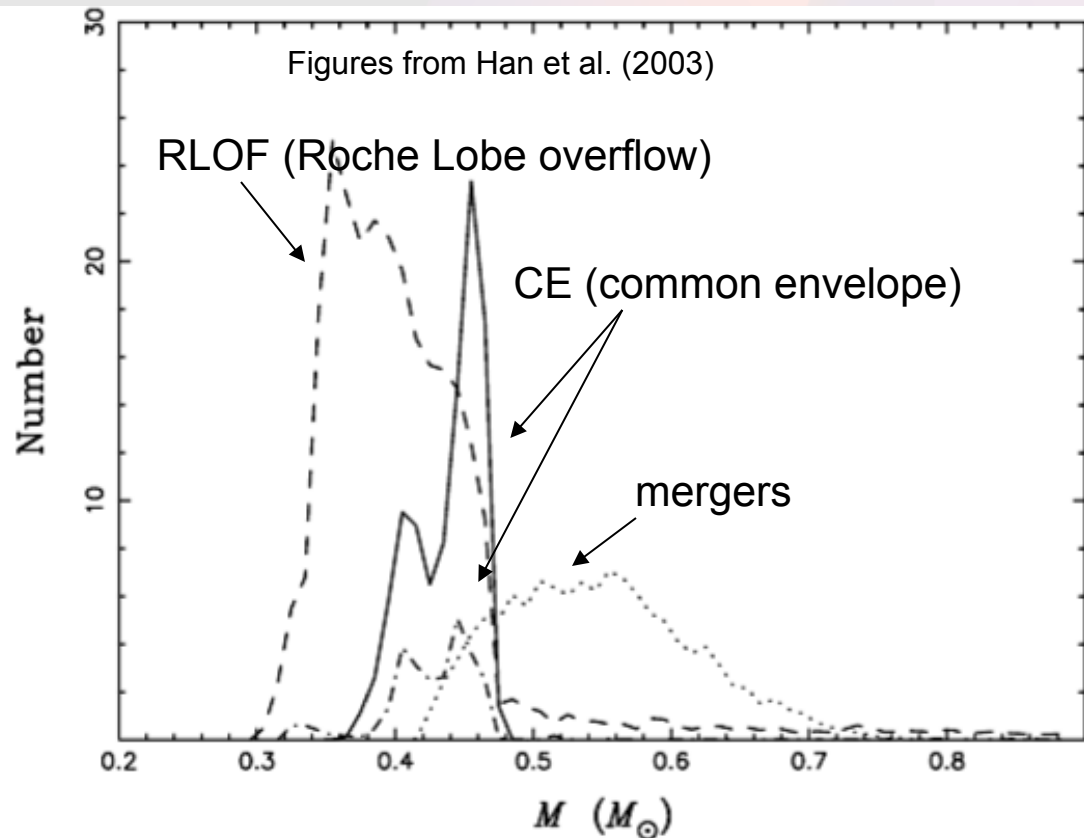 Figures from Han et al. (2003)
RLOF (Roche Lobe overflow)
CE (common envelope)
mergers
Number
30
20
10
0.2 0.3 0.4 0.5 0.6 0.7 0.8
M (M☉)